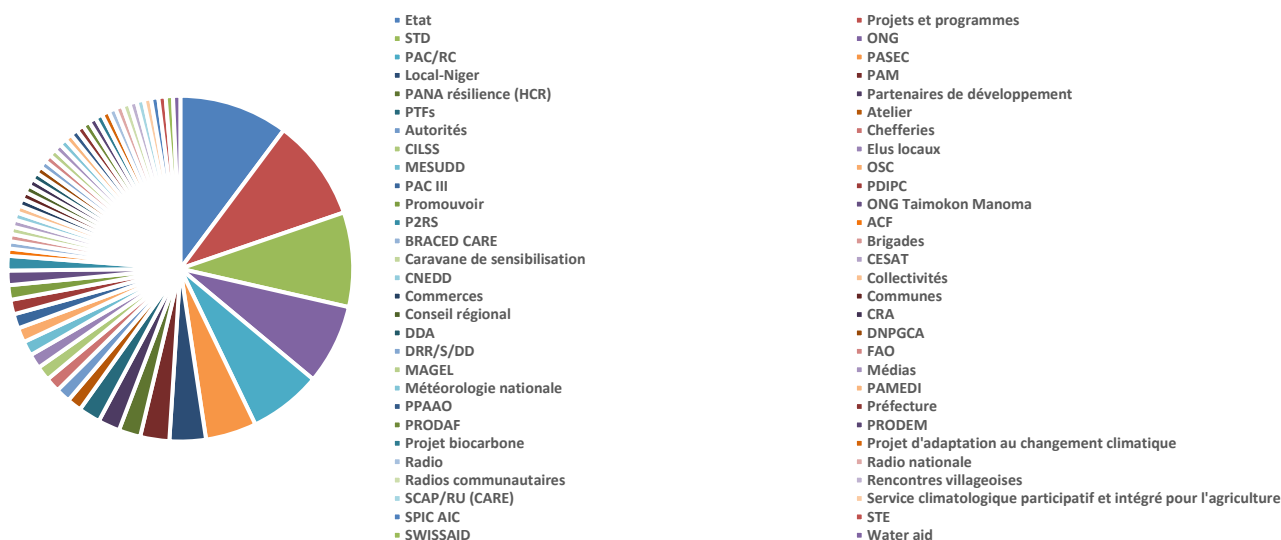 Etat
Projets et programmes
STD
ONG
PAC/RC
PASEC
Local-Niger
PAM
PANA résilience (HCR)
Partenaires de développement
PTFs
Atelier
Autorités
Chefferies
CILSS
Elus locaux
MESUDD
OSC
PAC III
PDIPC
Promouvoir
ONG Taimokon Manoma
P2RS
ACF
BRACED CARE
Brigades
Caravane de sensibilisation
CESAT
CNEDD
Collectivités
Commerces
Communes
Conseil régional
CRA
DDA
DNPGCA
DRR/S/DD
FAO
MAGEL
Médias
Météorologie nationale
PAMEDI
PPAAO
Préfecture
PRODAF
PRODEM
Projet biocarbone
Projet d'adaptation au changement climatique
Radio
Radio nationale
Radios communautaires
Rencontres villageoises
SCAP/RU (CARE)
Service climatologique participatif et intégré pour l'agriculture
SPIC AIC
STE
SWISSAID
Water aid